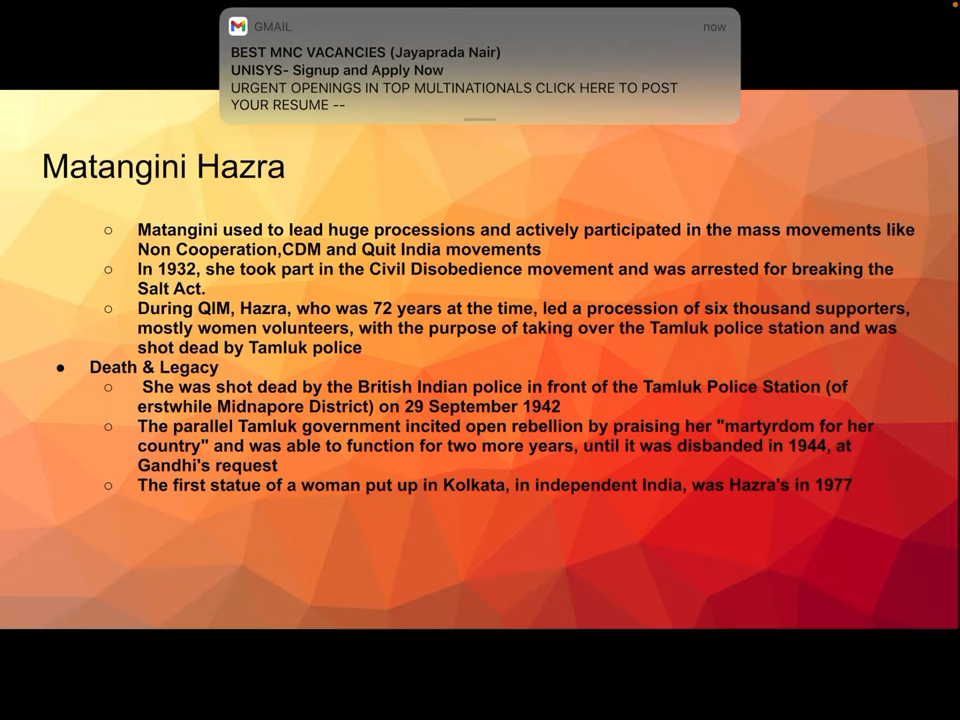 GMAIL
now
BEST MNC VACANCIES (Jayaprada Nair)
UNISYS- Signup and Apply Now
URGENT OPENINGS IN TOP MULTINATIONALS CLICK HERE TO POST
YOUR RESUME --
Matangini Hazra
○ Matangini used to lead huge processions and actively participated in the mass movements like
Non Cooperation,CDM and Quit India movements
○ In 1932, she took part in the Civil Disobedience movement and was arrested for breaking the
Salt Act.
○ During QIM, Hazra, who was 72 years at the time, led a procession of six thousand supporters,
mostly women volunteers, with the purpose of taking over the Tamluk police station and was
shot dead by Tamluk police
● Death & Legacy
○ She was shot dead by the British Indian police in front of the Tamluk Police Station (of
erstwhile Midnapore District) on 29 September 1942
○ The parallel Tamluk government incited open rebellion by praising her "martyrdom for her
country" and was able to function for two more years, until it was disbanded in 1944, at
Gandhi's request
○ The first statue of a woman put up in Kolkata, in independent India, was Hazra's in 1977